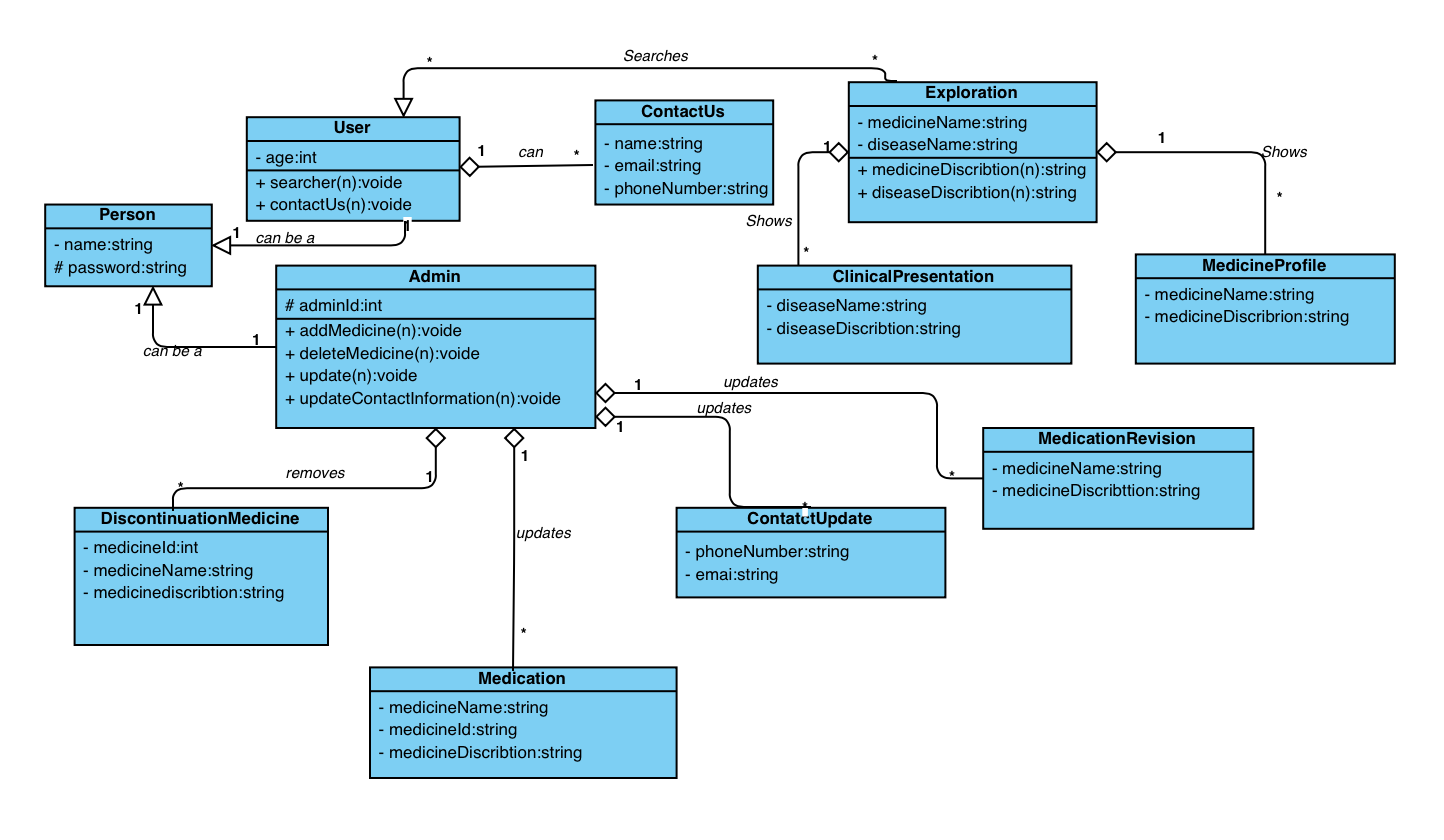 * Searches *
User
- age:int
+ searcher(n):voide
+ contactUs(n):voide
1 can *
ContactUs
- name:string
- email:string
- phoneNumber:string
Exploration
- medicineName:string
- diseaseName:string
+ medicineDiscribtion(n):string
+ diseaseDiscribtion(n):string
1
Shows
*
1
Shows
*
Person
- name:string
# password:string
1 can be a 1
1
can be a
1
Admin
# adminId:int
+ addMedicine(n):voide
+ deleteMedicine(n):voide
+ update(n):voide
+ updateContactInformation(n):voide
ClinicalPresentation
- diseaseName:string
- diseaseDiscribtion:string
MedicineProfile
- medicineName:string
- medicineDiscribrion:string
1 updates
*
1 updates
*
MedicationRevision
- medicineName:string
- medicineDiscribttion:string
* removes 1
1
updates
*
DiscontinuationMedicine
- medicineId:int
- medicineName:string
- medicinediscribtion:string
ContatctUpdate
- phoneNumber:string
- emai:string
Medication
- medicineName:string
- medicineId:string
- medicineDiscribtion:string